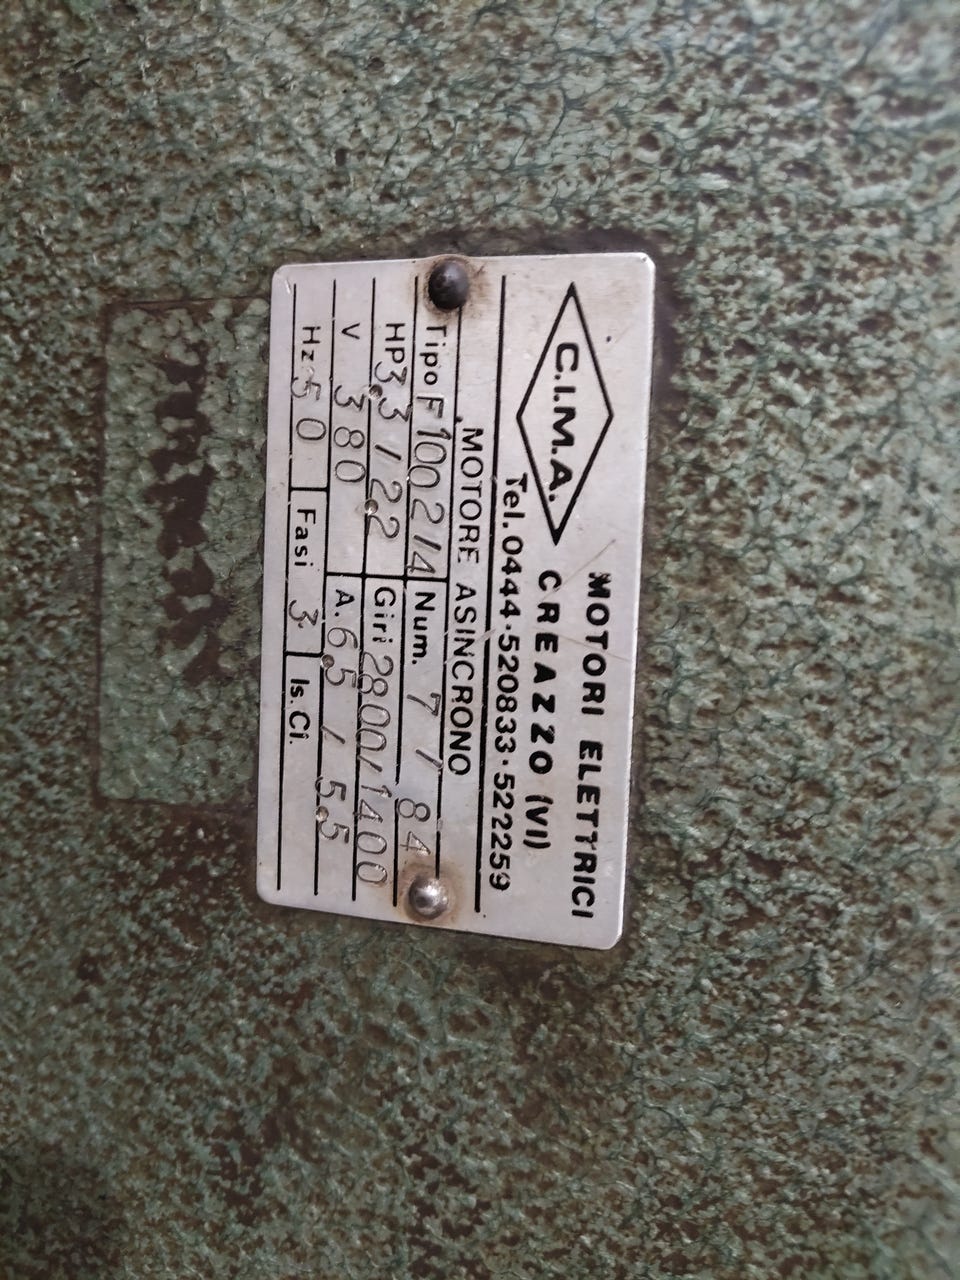 C.I.M.A.
MOTORI ELETTRICI
CREAZZO (VI)
Tel. 0444-520833-522259
MOTORE ASINCRONO
Tipo F100 2/4 Num. 7/84
HP 3.3/2.2 Giri 2800/1400
V 380 A. 6.5/5.5
Hz 50 Fasi 3 Is. Cl.